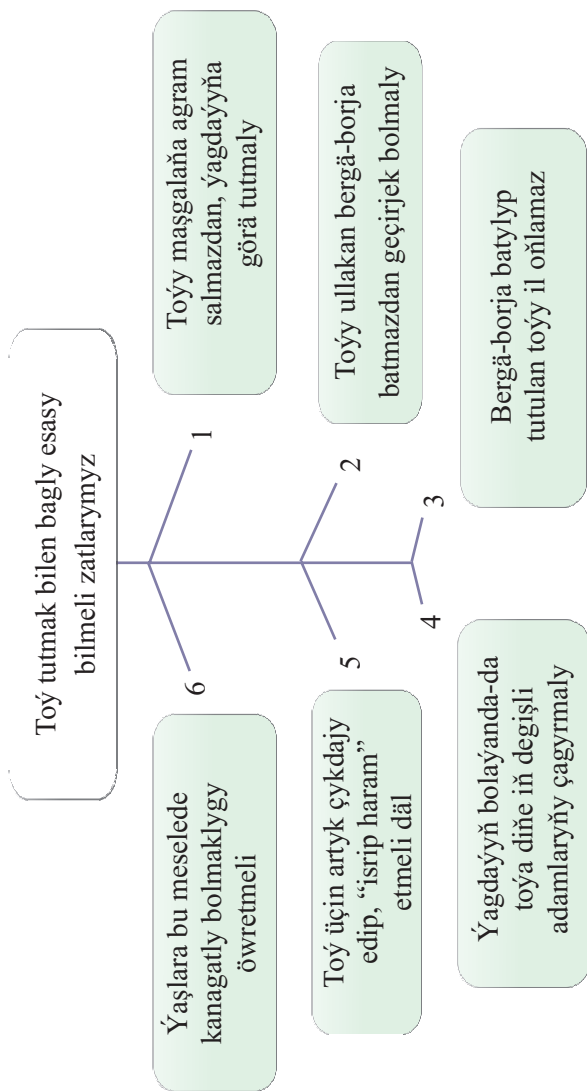 Toý tutmak bilen bagly esasy
bilmeli zatlarymyz
1
Toýy maşgalaňa agram
salmazdan, ýagdaýyňa
görä tutmaly
2
Toýy ullakan bergä-borja
batmazdan geçirjek bolmaly
3
Bergä-borja batylyp
tutulan toýy il oňlamaz
4
Ýagdaýyň bolaýanda-da
toýa diňe iň degişli
adamlaryňy çagyrmaly
5
Toý üçin artyk çykdajy
edip, “isrip haram”
etmeli däl
6
Ýaşlara bu meselede
kanagatly bolmaklygy
öwretmeli